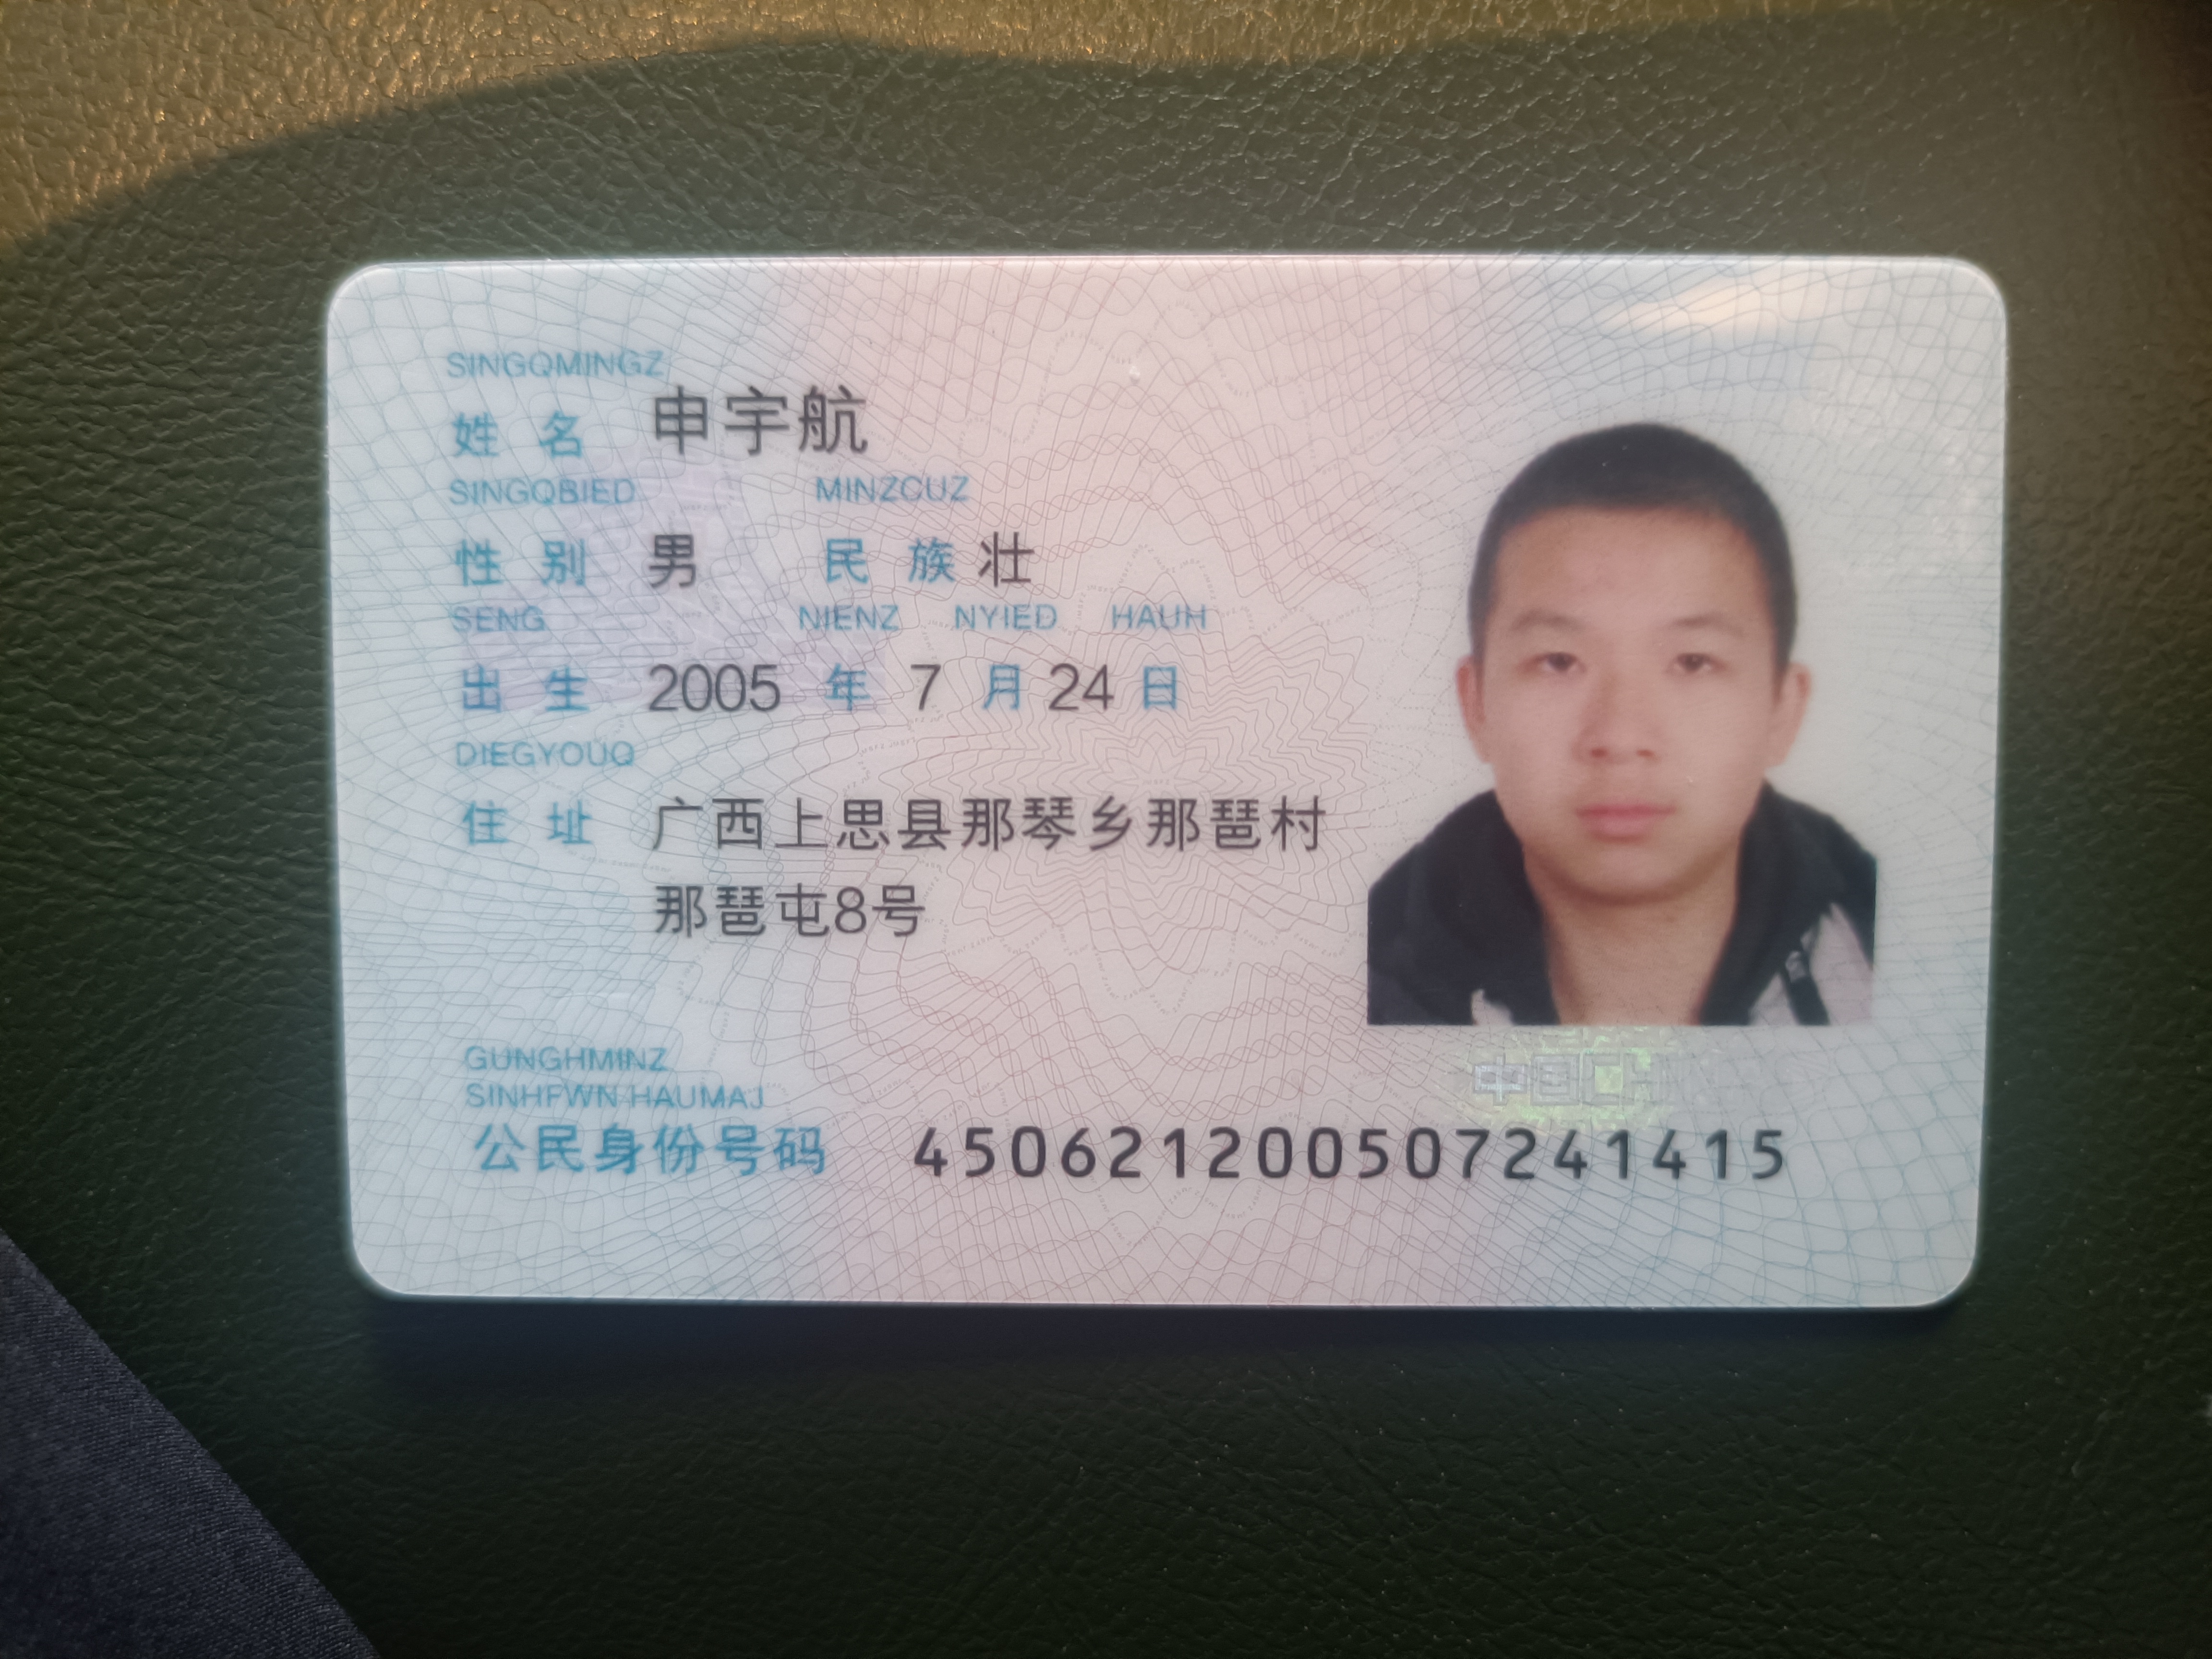 SINGQMINGZ
姓 名 申宇航
SINGQBIED MINZCUZ
性 别 男 民 族 壮
SENG NIENZ NYIED HAUH
出 生 2005 年 7 月 24 日
DIEGYOUQ
住 址 广西上思县那琴乡那琶村
那琶屯8号
GUNGHMINZ
SINHFWN HAUMAJ
中国CHINA
公民身份号码 450621200507241415